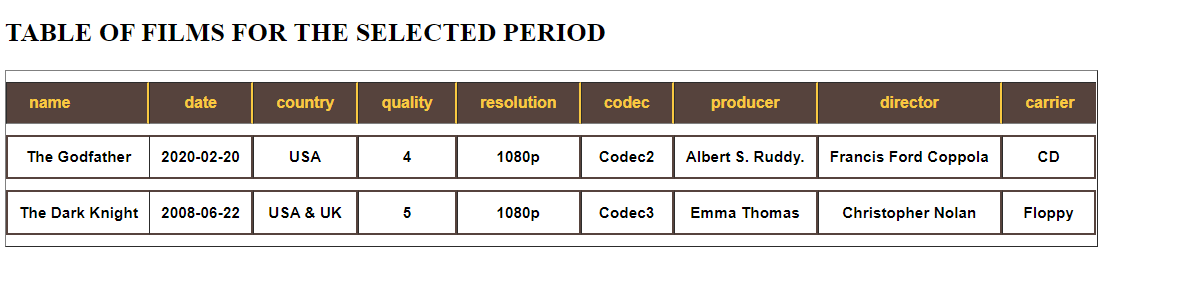 TABLE OF FILMS FOR THE SELECTED PERIOD
name date country quality resolution codec producer director carrier
The Godfather 2020-02-20 USA 4 1080p Codec2 Albert S. Ruddy. Francis Ford Coppola CD
The Dark Knight 2008-06-22 USA & UK 5 1080p Codec3 Emma Thomas Christopher Nolan Floppy